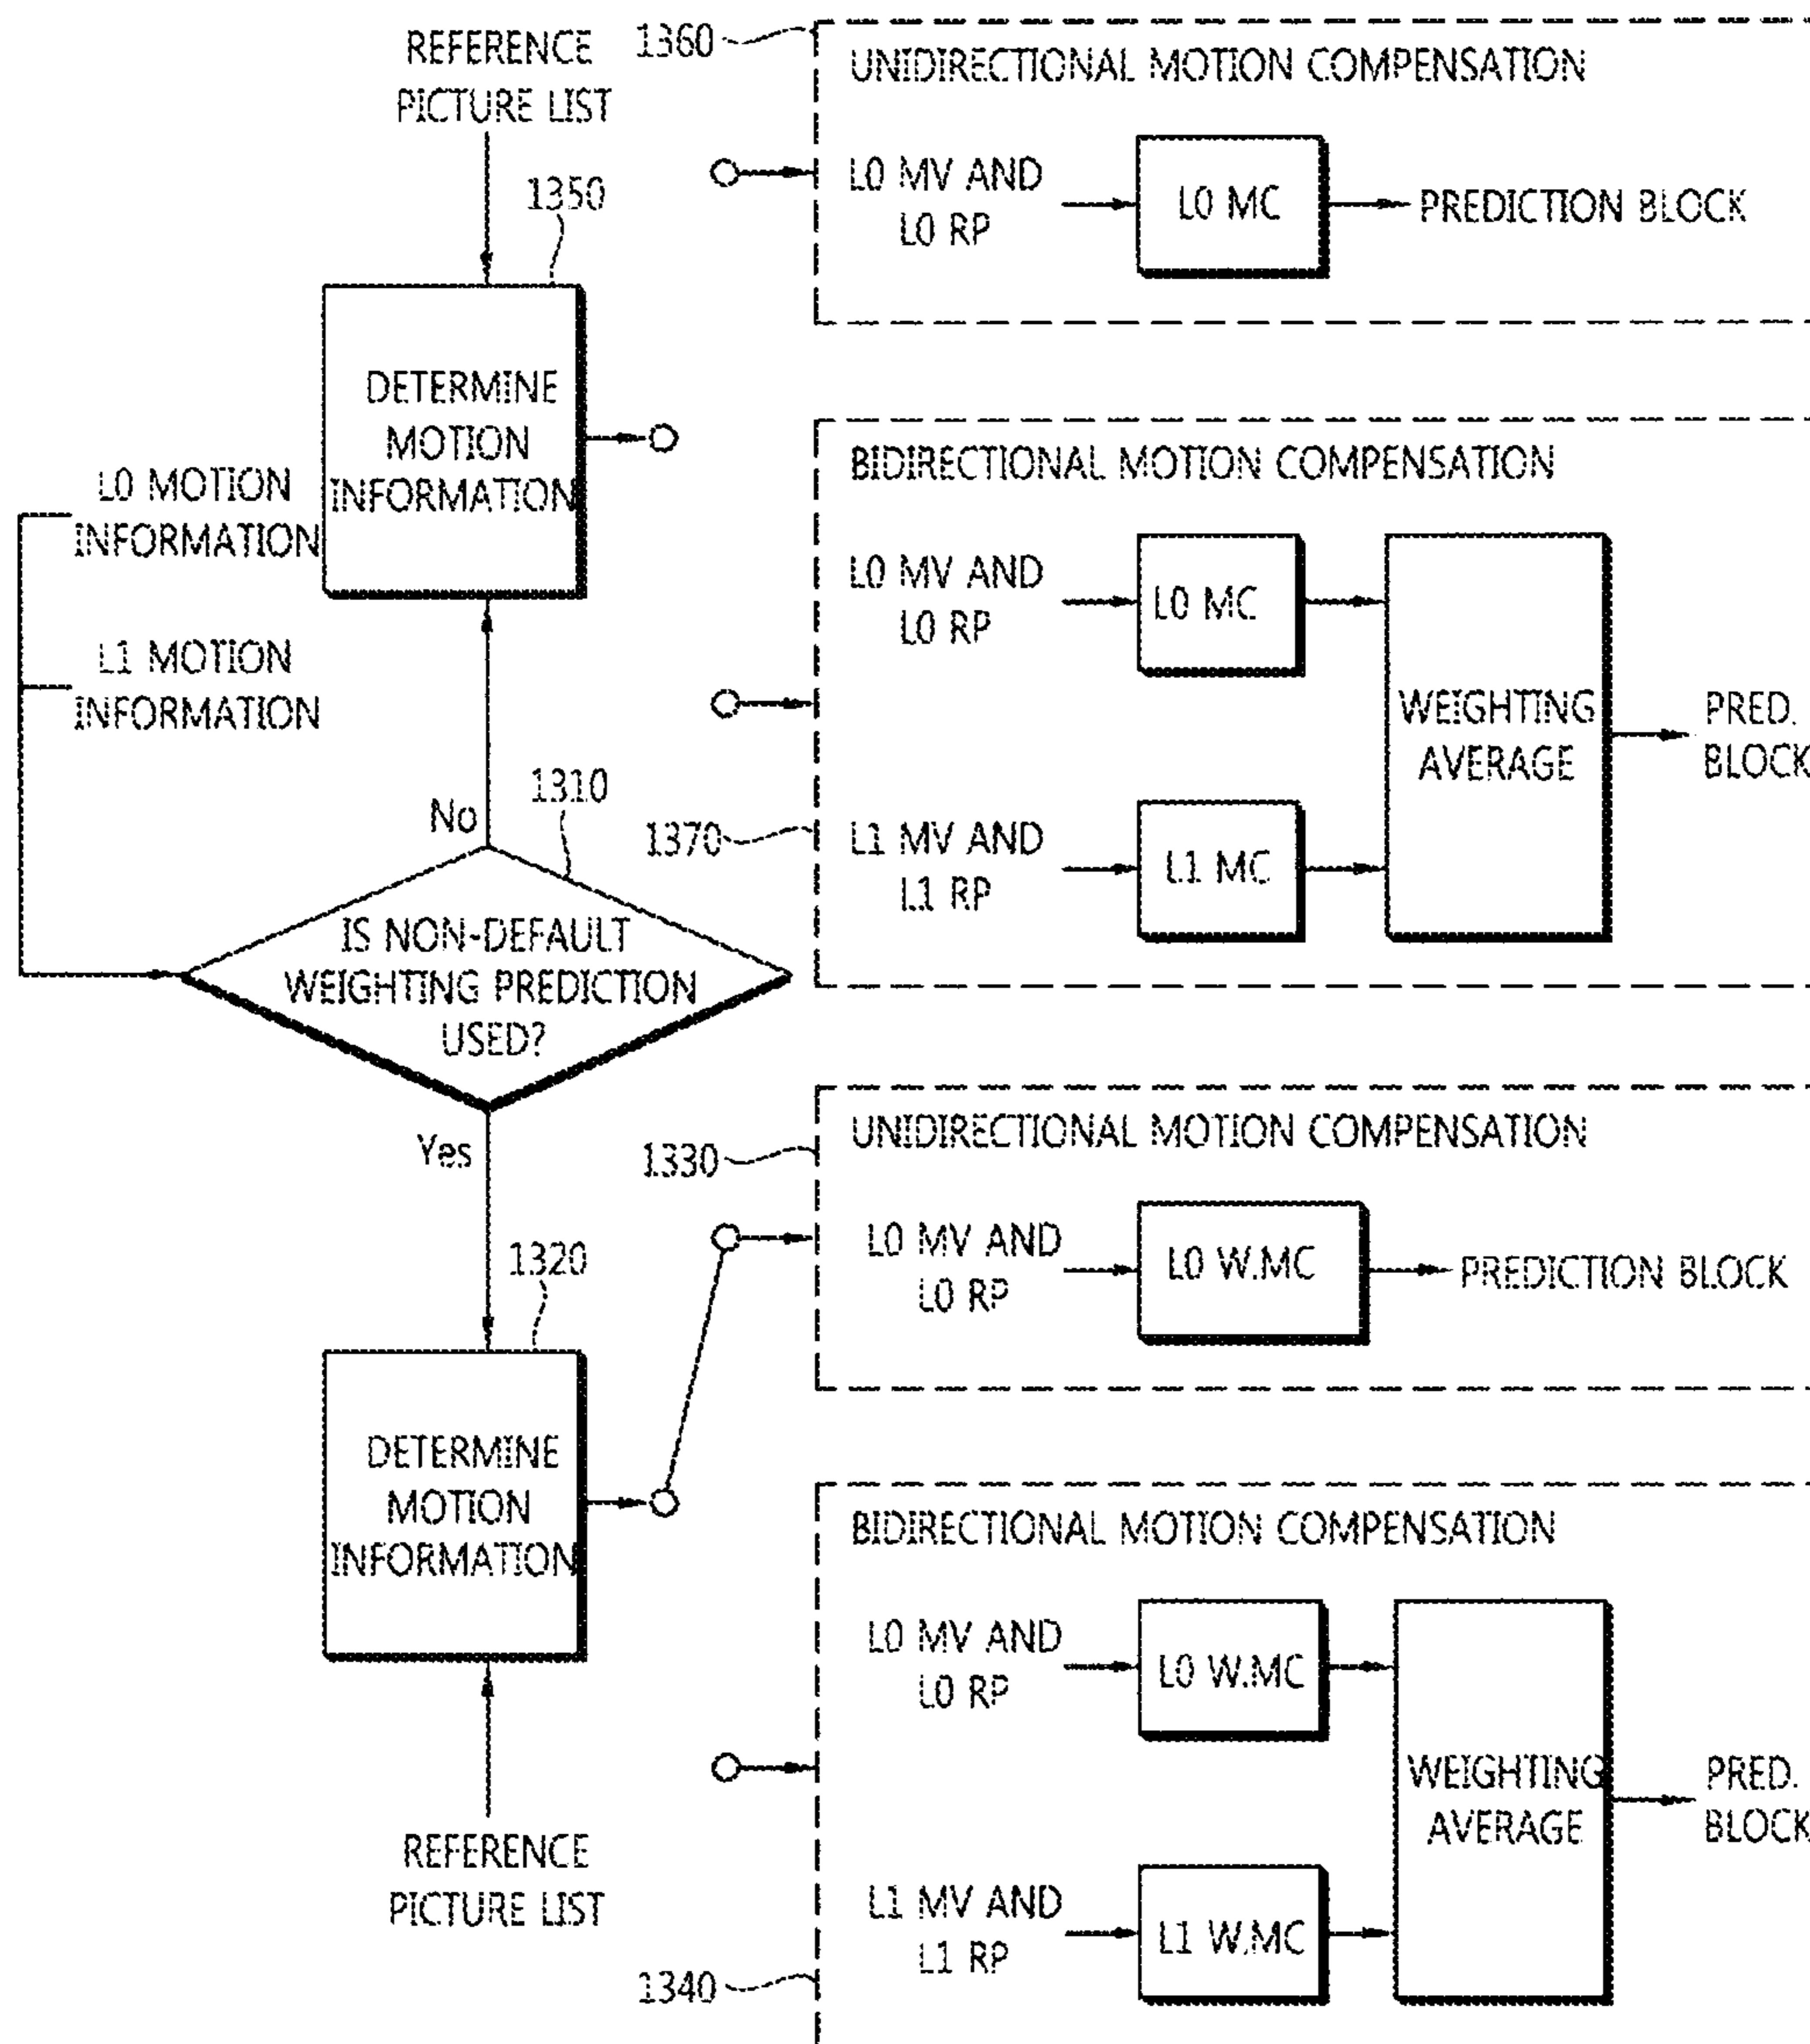 REFERENCE
PICTURE LIST
1350
DETERMINE
MOTION
INFORMATION
L0 MOTION
INFORMATION
L1 MOTION
INFORMATION
No
1310
IS NON-DEFAULT
WEIGHTING PREDICTION
USED?
Yes
1320
DETERMINE
MOTION
INFORMATION
REFERENCE
PICTURE LIST
1360
UNIDIRECTIONAL MOTION COMPENSATION
L0 MV AND
L0 RP
L0 MC
PREDICTION BLOCK
BIDIRECTIONAL MOTION COMPENSATION
L0 MV AND
L0 RP
L0 MC
1370
L1 MV AND
L1 RP
L1 MC
WEIGHTING
AVERAGE
PRED.
BLOCK
1330
UNIDIRECTIONAL MOTION COMPENSATION
L0 MV AND
L0 RP
L0 W.MC
PREDICTION BLOCK
BIDIRECTIONAL MOTION COMPENSATION
L0 MV AND
L0 RP
L0 W.MC
L1 MV AND
L1 RP
L1 W.MC
WEIGHTING
AVERAGE
PRED.
BLOCK
1340